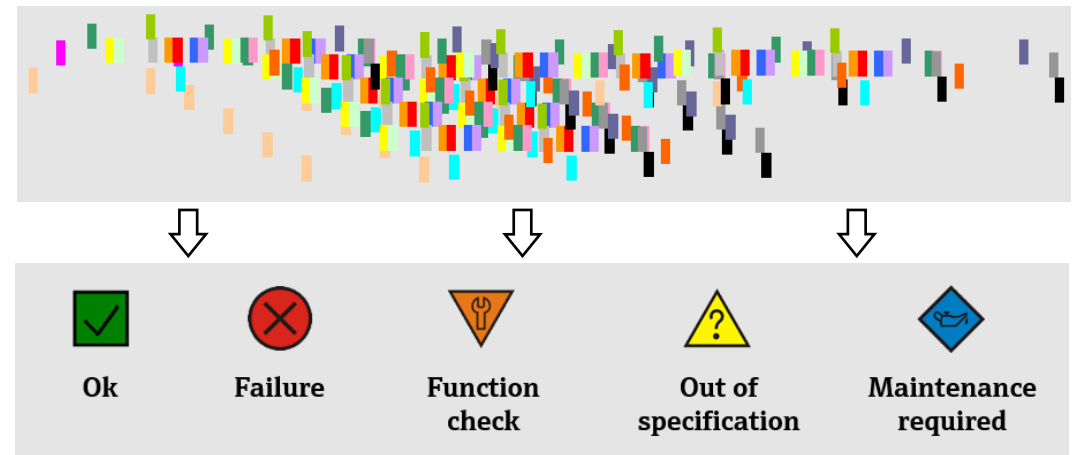 Ok
Failure
Function
check
Out of
specification
Maintenance
required
?